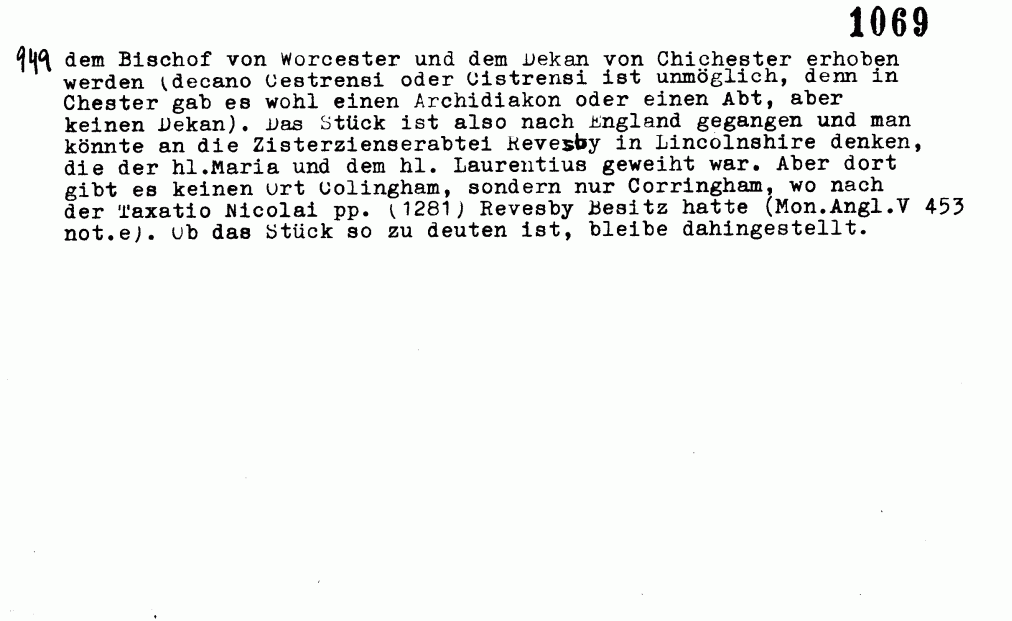 1069
949 dem Bischof von Worcester und dem Dekan von Chichester erhoben
werden (decano Cestrensi oder Cistrensi ist unmöglich, denn in
Chester gab es wohl einen Archidiakon oder einen Abt, aber
keinen Dekan). Das Stück ist also nach England gegangen und man
könnte an die Zisterzienserabtei Revesby in Lincolnshire denken,
die der hl.Maria und dem hl. Laurentius geweiht war. Aber dort
gibt es keinen Ort Colingham, sondern nur Corringham, wo nach
der Taxatio Nicolai pp. (1281) Revesby Besitz hatte (Mon.Angl.V 453
not.e). Ob das Stück so zu deuten ist, bleibe dahingestellt.